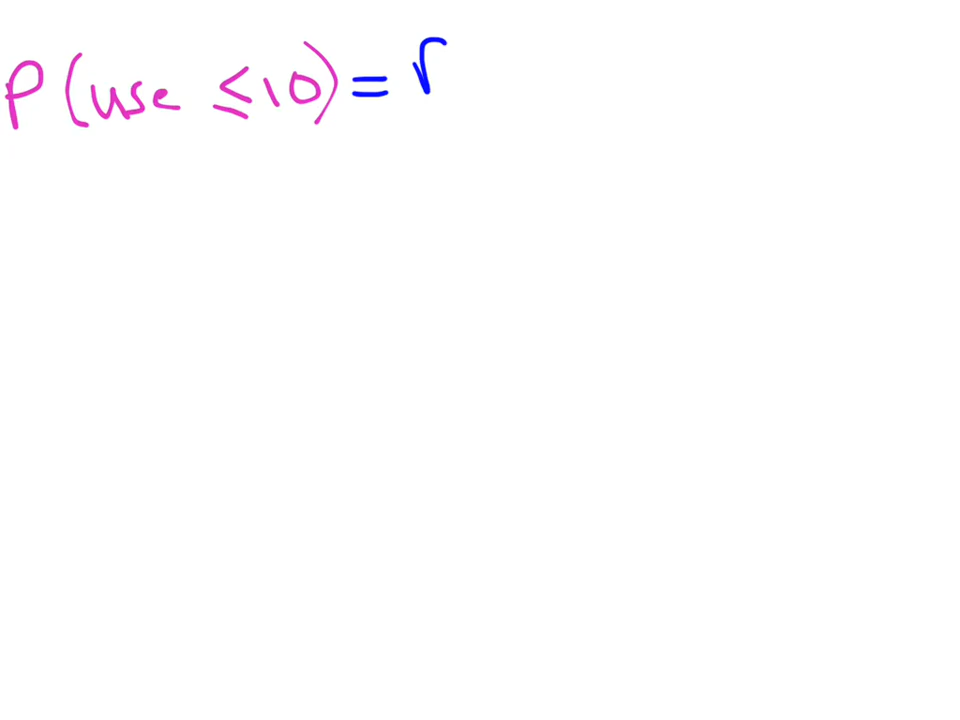 P(use ≤10) = r